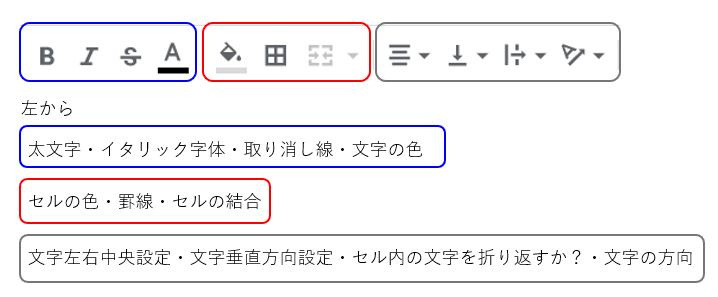 B I S A
左から
太文字・イタリック字体・取り消し線・文字の色
セルの色・罫線・セルの結合
文字左右中央設定・文字垂直方向設定・セル内の文字を折り返すか？・文字の方向